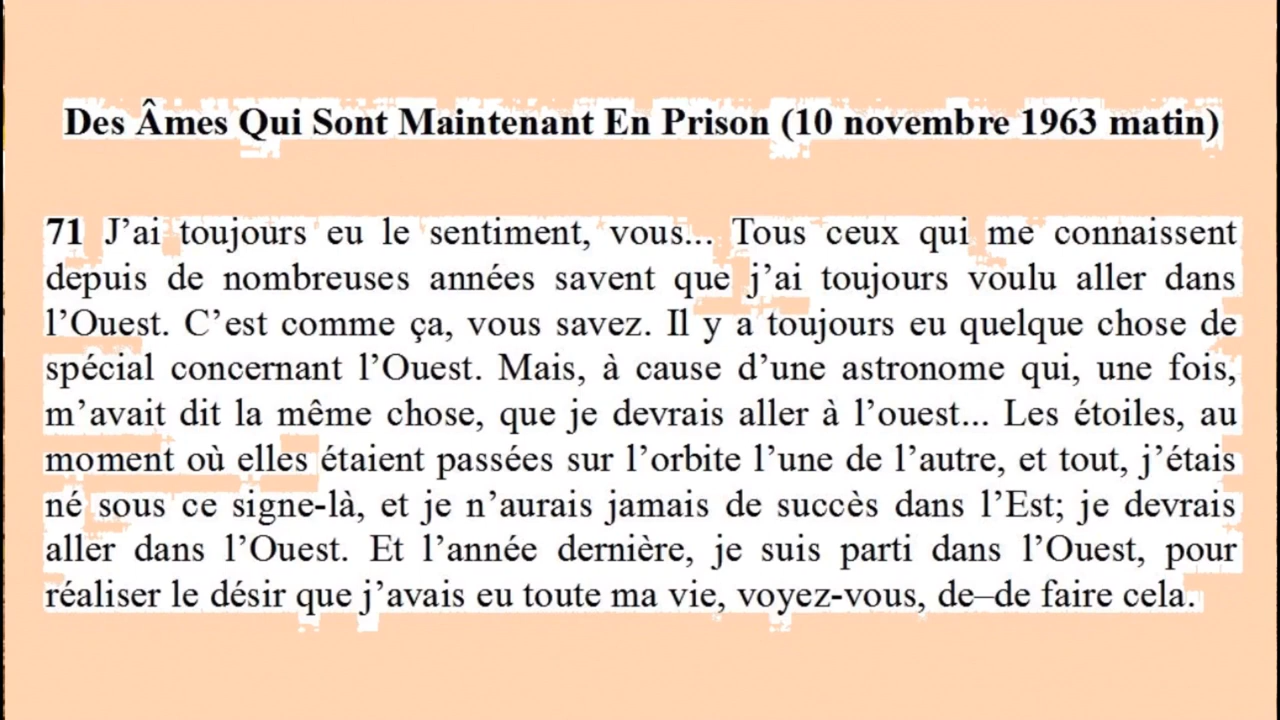 Des Âmes Qui Sont Maintenant En Prison (10 novembre 1963 matin)
71 J’ai toujours eu le sentiment, vous... Tous ceux qui me connaissent
depuis de nombreuses années savent que j’ai toujours voulu aller dans
l’Ouest. C’est comme ça, vous savez. Il y a toujours eu quelque chose de
spécial concernant l’Ouest. Mais, à cause d’une astronome qui, une fois,
m’avait dit la même chose, que je devrais aller à l’ouest... Les étoiles, au
moment où elles étaient passées sur l’orbite l’une de l’autre, et tout, j’étais
né sous ce signe-là, et je n’aurais jamais de succès dans l’Est; je devrais
aller dans l’Ouest. Et l’année dernière, je suis parti dans l’Ouest, pour
réaliser le désir que j’avais eu toute ma vie, voyez-vous, de–de faire cela.